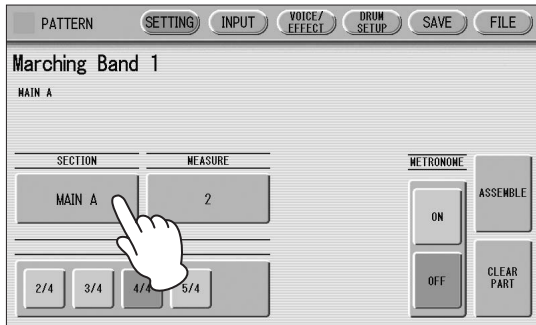 PATTERN SETTING INPUT VOICE/ EFFECT DRUM SETUP SAVE FILE
Marching Band 1
MAIN A
SECTION MEASURE METRONOME
MAIN A 2 ASSEMBLE
ON
2/4 3/4 4/4 5/4 OFF CLEAR PART